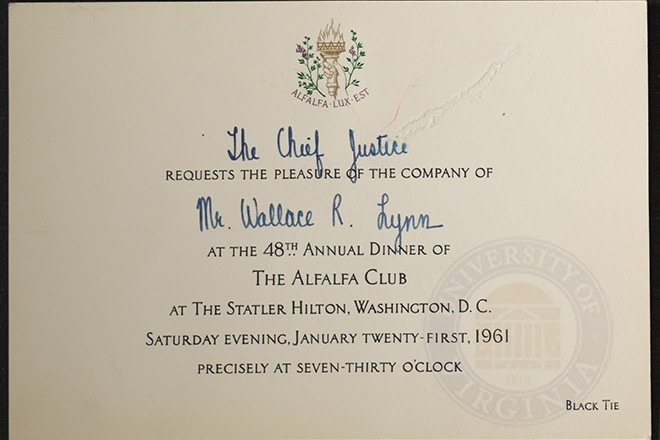 ALFALFA·LUX·EST
The Chief Justice
REQUESTS THE PLEASURE OF THE COMPANY OF
Mr. Wallace R. Lynn
AT THE 48TH ANNUAL DINNER OF
THE ALFALFA CLUB
AT THE STATLER HILTON, WASHINGTON, D. C.
SATURDAY EVENING, JANUARY TWENTY-FIRST, 1961
PRECISELY AT SEVEN-THIRTY O'CLOCK
BLACK TIE
UNIVERSITY OF VIRGINIA